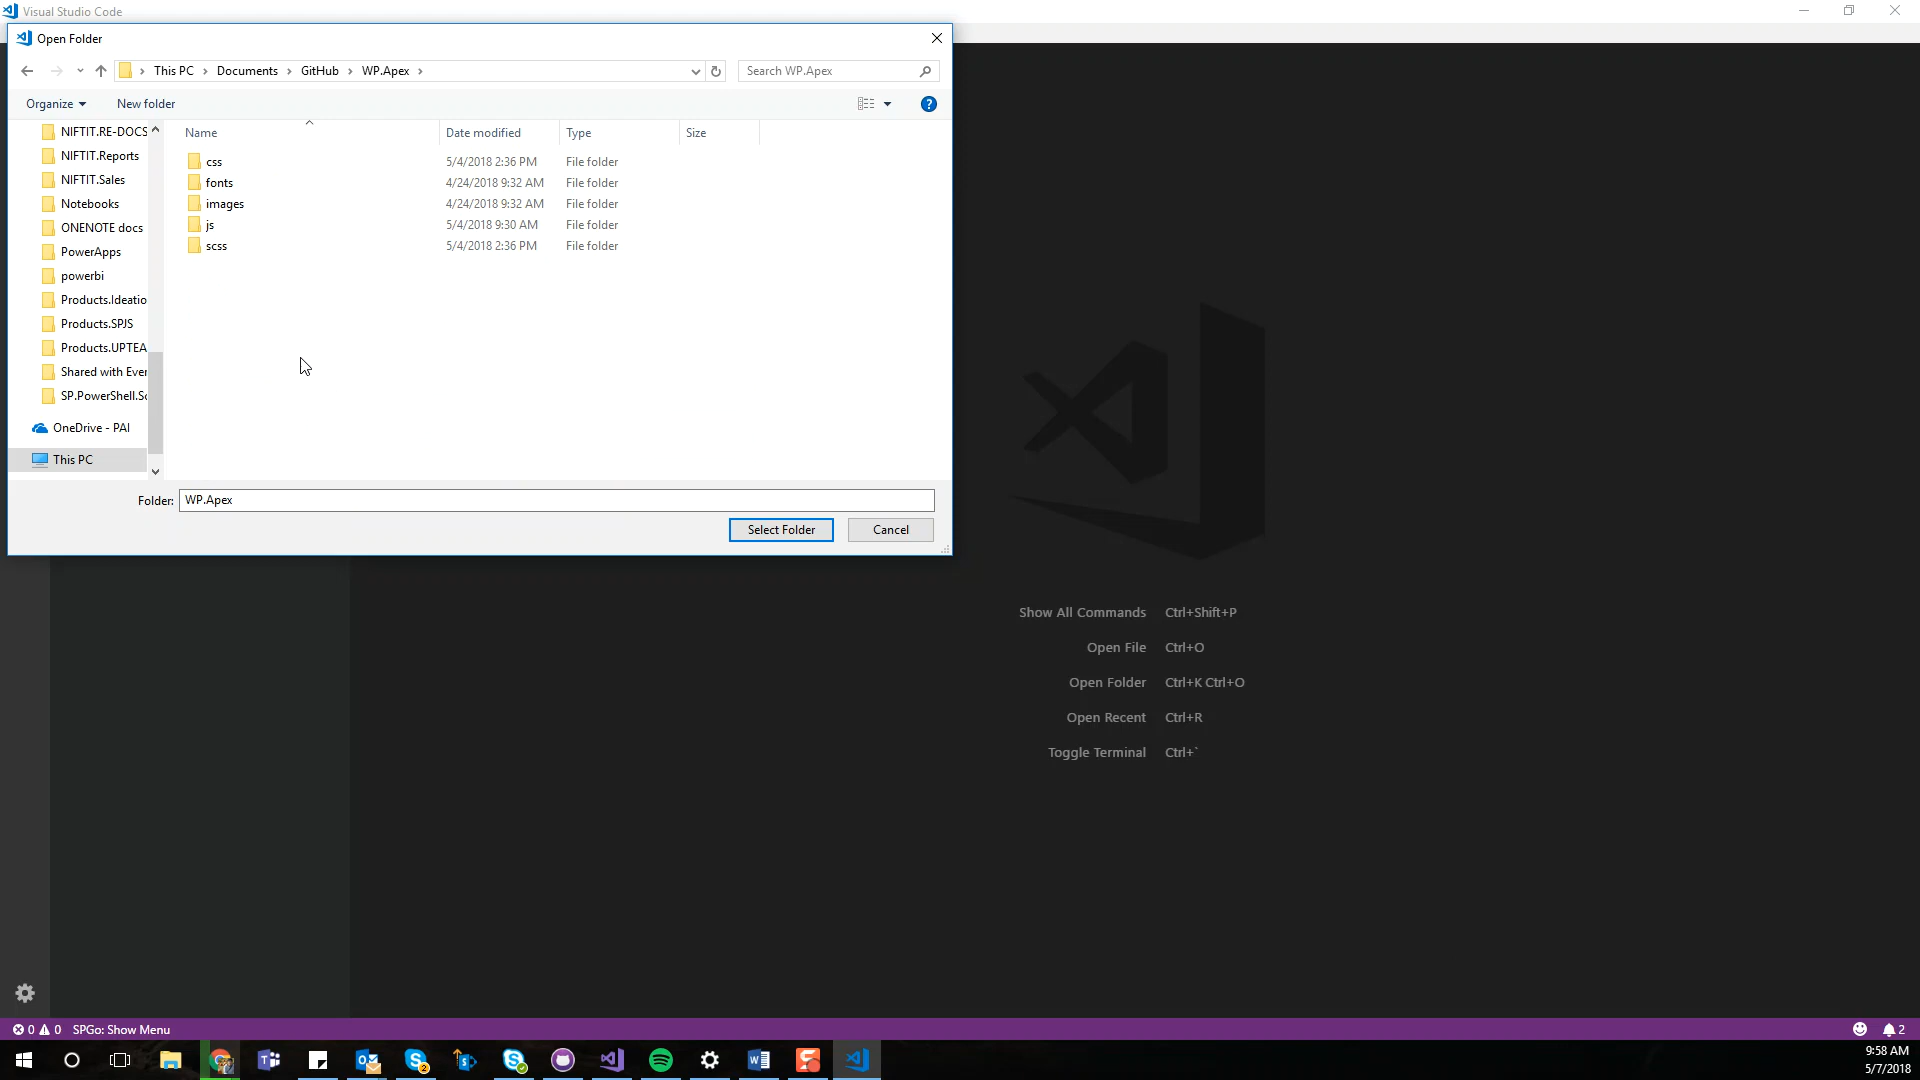 Visual Studio Code
Open Folder
This PC > Documents > GitHub > WP.Apex >
Search WP.Apex
Organize
New folder
Name
Date modified
Type
Size
NIFTIT.RE-DOCS
NIFTIT.Reports
NIFTIT.Sales
Notebooks
ONENOTE docs
PowerApps
powerbi
Products.Ideatio
Products.SPJS
Products.UPTEA
Shared with Ever
SP.PowerShell.Sc
OneDrive - PAI
This PC
css 5/4/2018 2:36 PM File folder
fonts 4/24/2018 9:32 AM File folder
images 4/24/2018 9:32 AM File folder
js 5/4/2018 9:30 AM File folder
scss 5/4/2018 2:36 PM File folder
Folder: WP.Apex
Select Folder
Cancel
Show All Commands Ctrl+Shift+P
Open File Ctrl+O
Open Folder Ctrl+K Ctrl+O
Open Recent Ctrl+R
Toggle Terminal Ctrl+`
0 0 SPGo: Show Menu
2
2
9:58 AM
5/7/2018